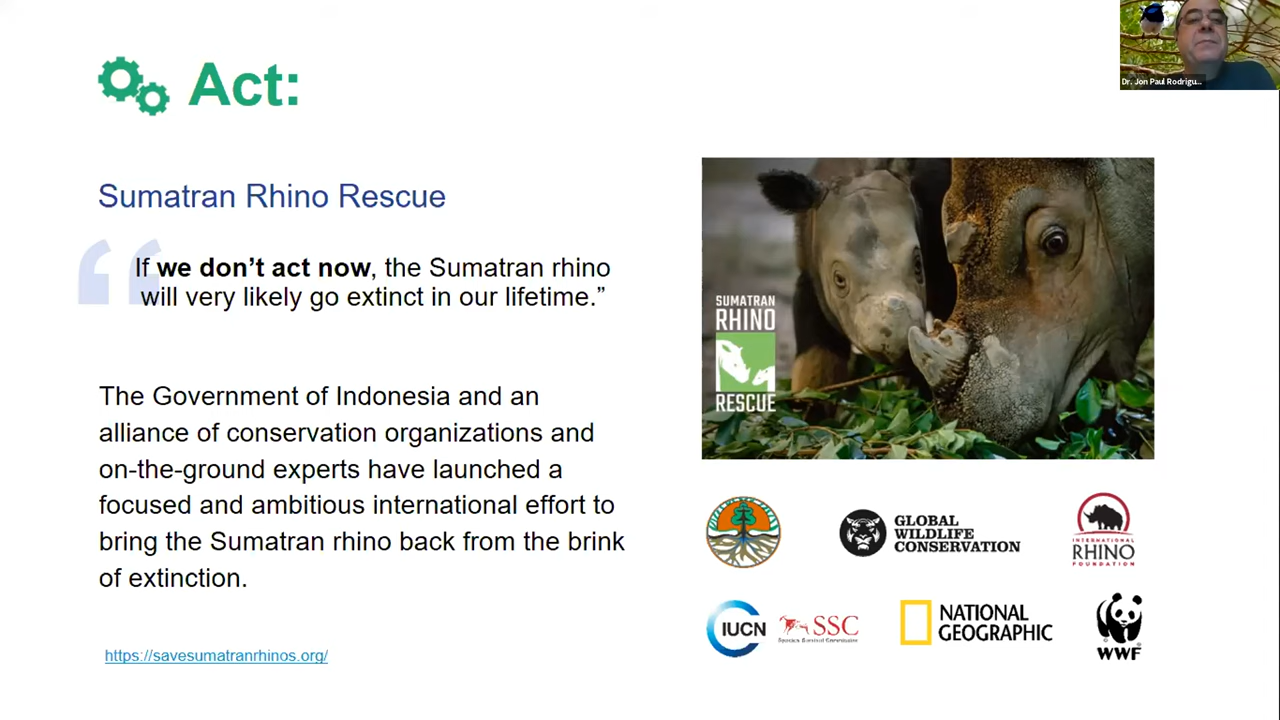 Act:
Dr. Jon Paul Rodrigu...
Sumatran Rhino Rescue
“
If we don’t act now, the Sumatran rhino
will very likely go extinct in our lifetime.”
The Government of Indonesia and an
alliance of conservation organizations and
on-the-ground experts have launched a
focused and ambitious international effort to
bring the Sumatran rhino back from the brink
of extinction.
https://savesumatranrhinos.org/
SUMATRAN
RHINO
RESCUE
GLOBAL
WILDLIFE
CONSERVATION
INTERNATIONAL
RHINO
FOUNDATION
IUCN
SSC
Species Survival Commission
NATIONAL
GEOGRAPHIC
WWF